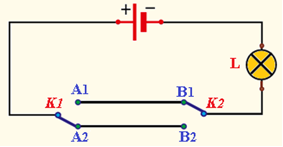 + −
L
A1 B1
K1 K2
A2 B2